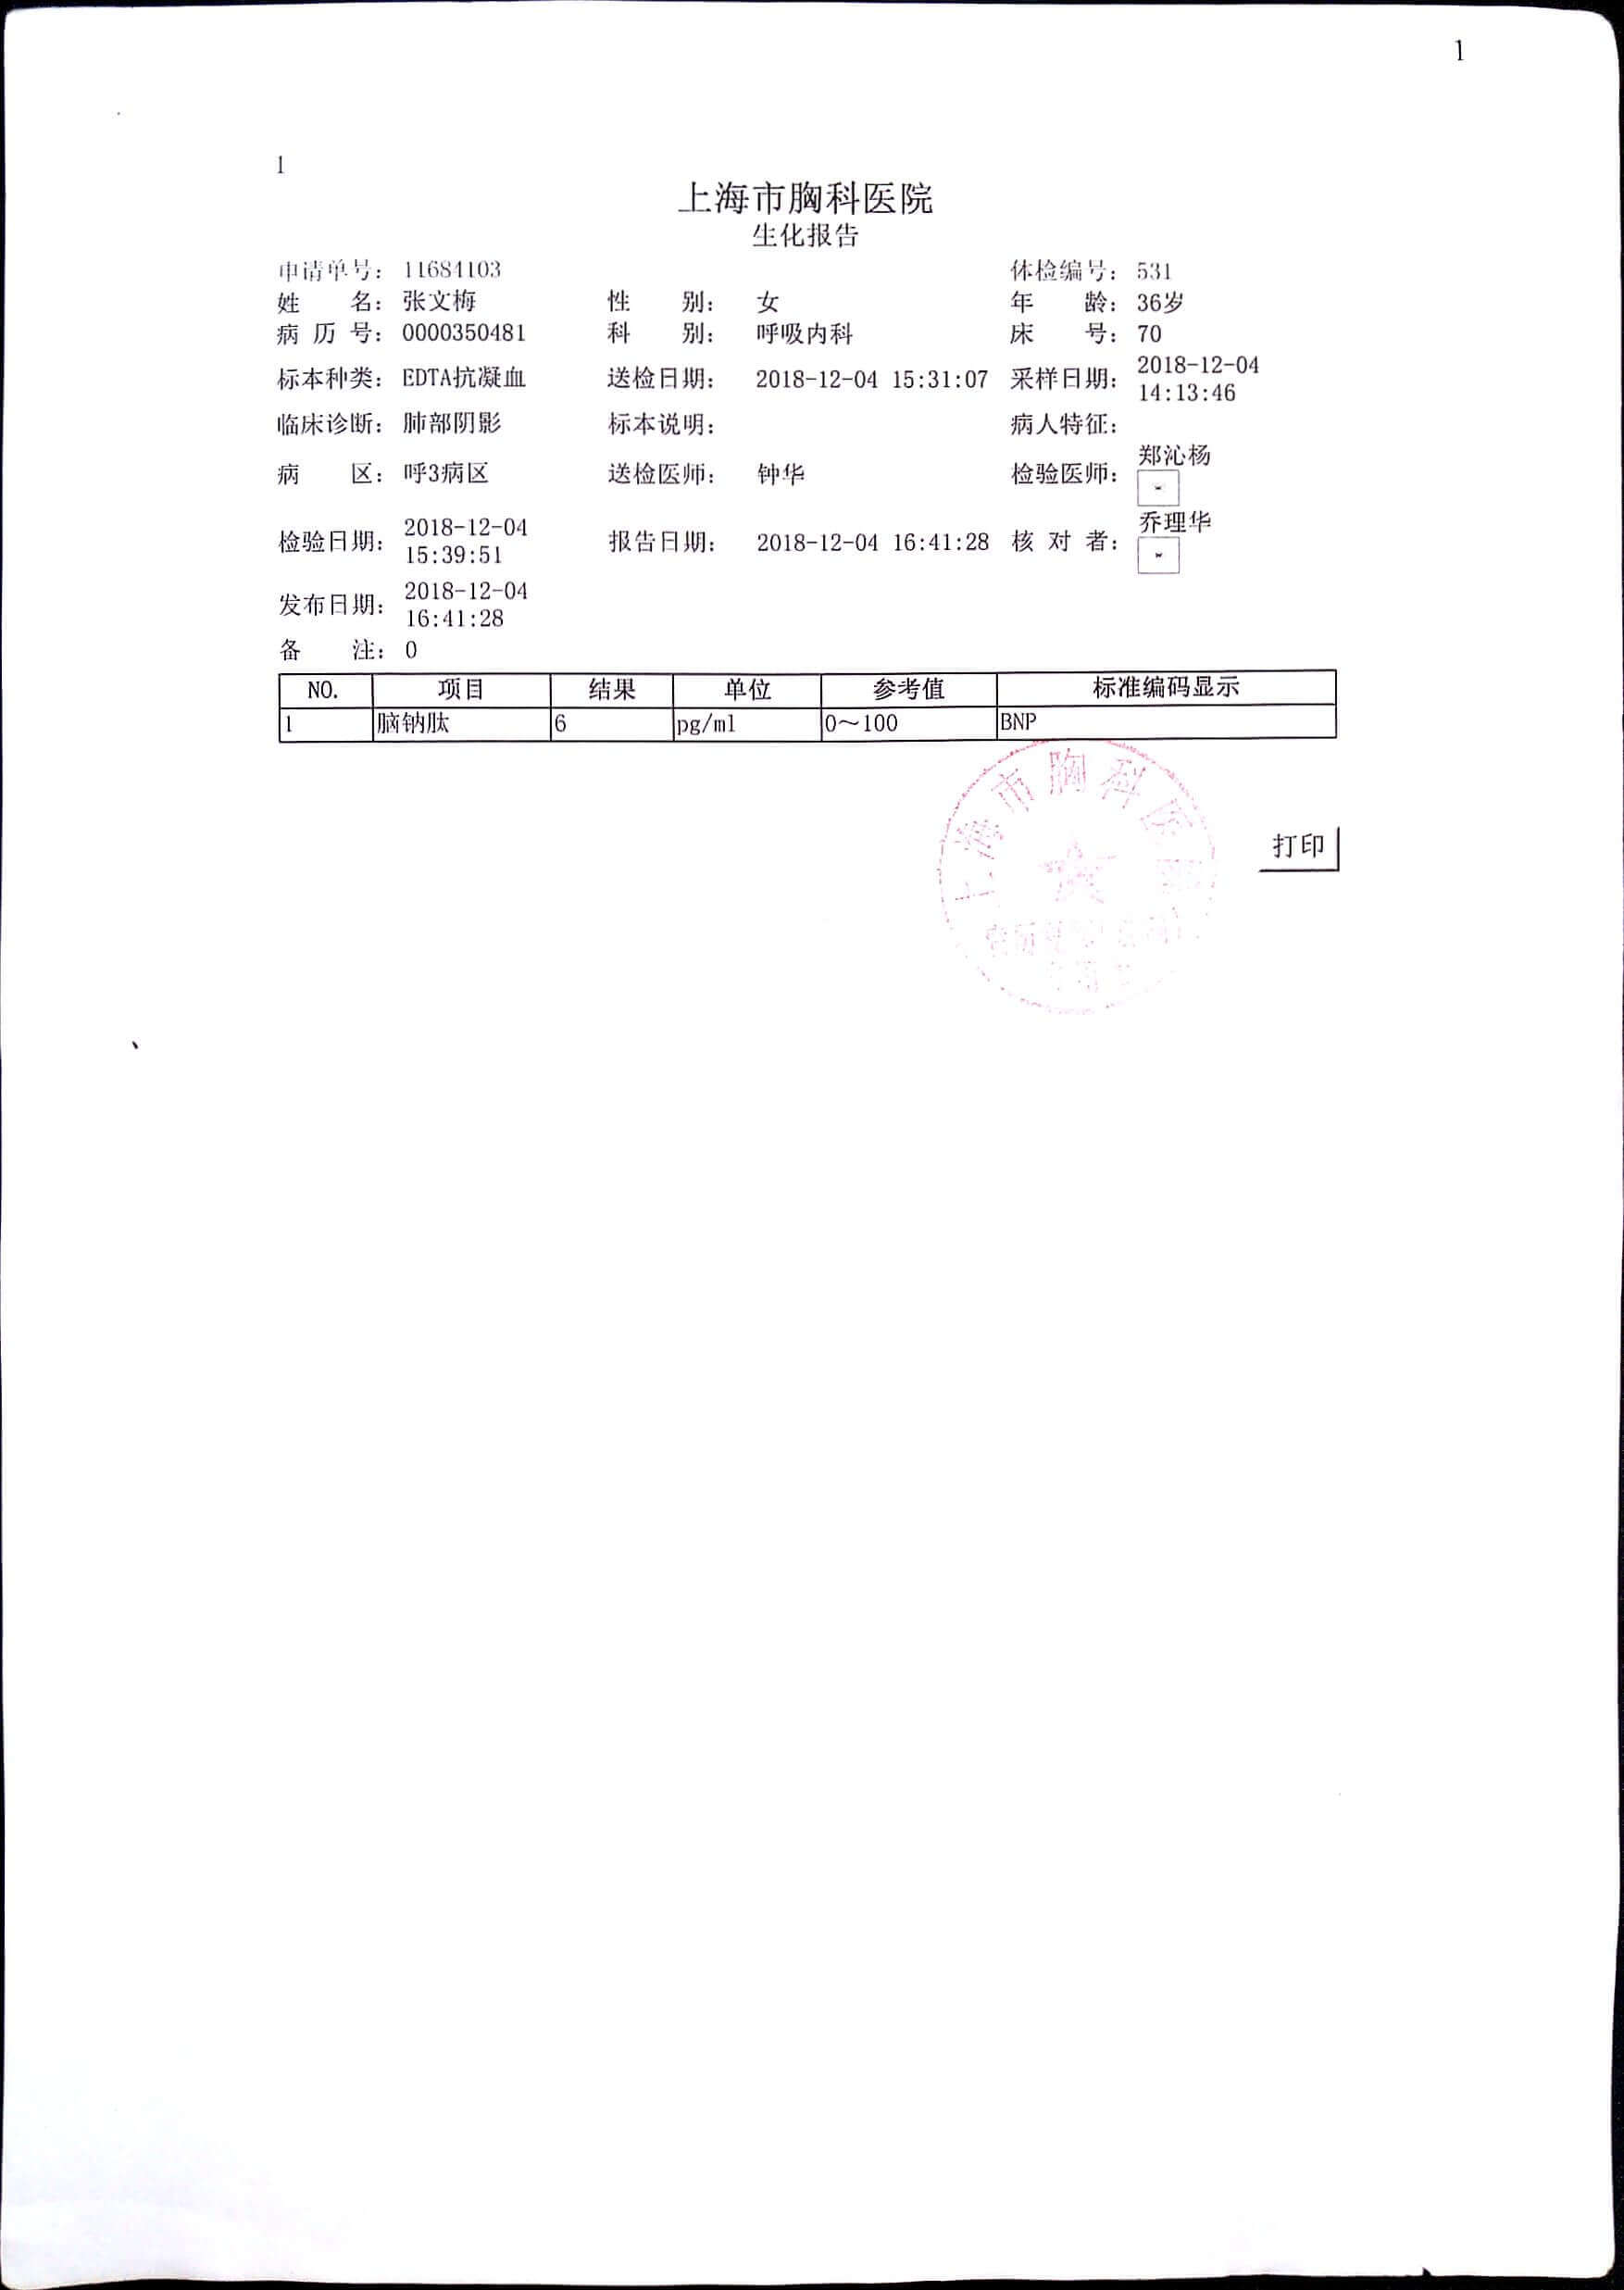 1
1
上海市胸科医院
生化报告
申请单号： 11684103 体检编号： 531
姓 名： 张文梅 性 别： 女 年 龄： 36岁
病 历 号： 0000350481 科 别： 呼吸内科 床 号： 70
标本种类： EDTA抗凝血 送检日期： 2018-12-04 15:31:07 采样日期： 2018-12-04 14:13:46
临床诊断： 肺部阴影 标本说明： 病人特征：
病 区： 呼3病区 送检医师： 钟华 检验医师： 郑沁杨
检验日期： 2018-12-04 15:39:51 报告日期： 2018-12-04 16:41:28 核 对 者： 乔理华
发布日期： 2018-12-04 16:41:28
备 注： 0
NO. 项目 结果 单位 参考值 标准编码显示
1 脑钠肽 6 pg/ml 0～100 BNP
上海市胸科医院
打印